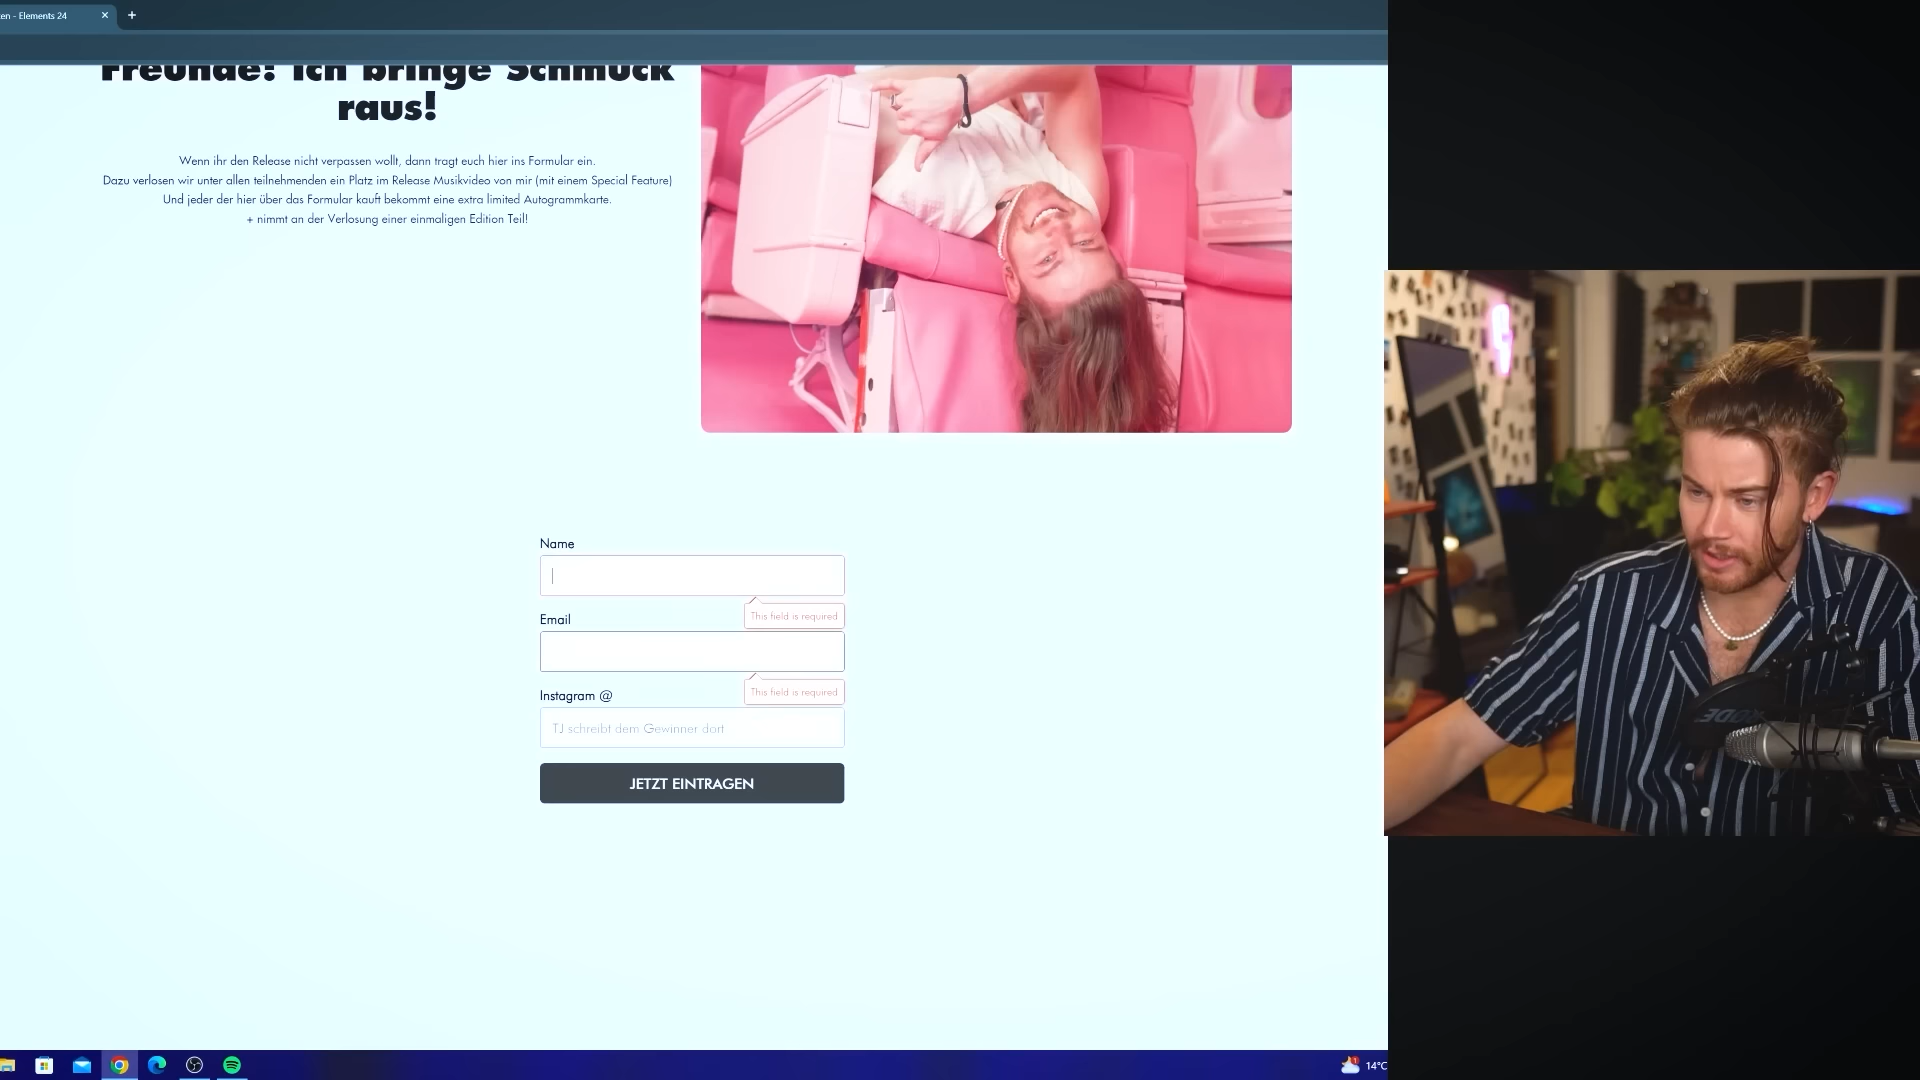 en - Elements 24
Freunde! Ich bringe Schmuck
raus!
Wenn ihr den Release nicht verpassen wollt, dann tragt euch hier ins Formular ein.
Dazu verlosen wir unter allen teilnehmenden ein Platz im Release Musikvideo von mir (mit einem Special Feature)
Und jeder der hier über das Formular kauft bekommt eine extra limited Autogrammkarte.
+ nimmt an der Verlosung einer einmaligen Edition Teil!
Name
This field is required
Email
This field is required
Instagram @
TJ schreibt dem Gewinner dort
JETZT EINTRAGEN
RODE
14°C